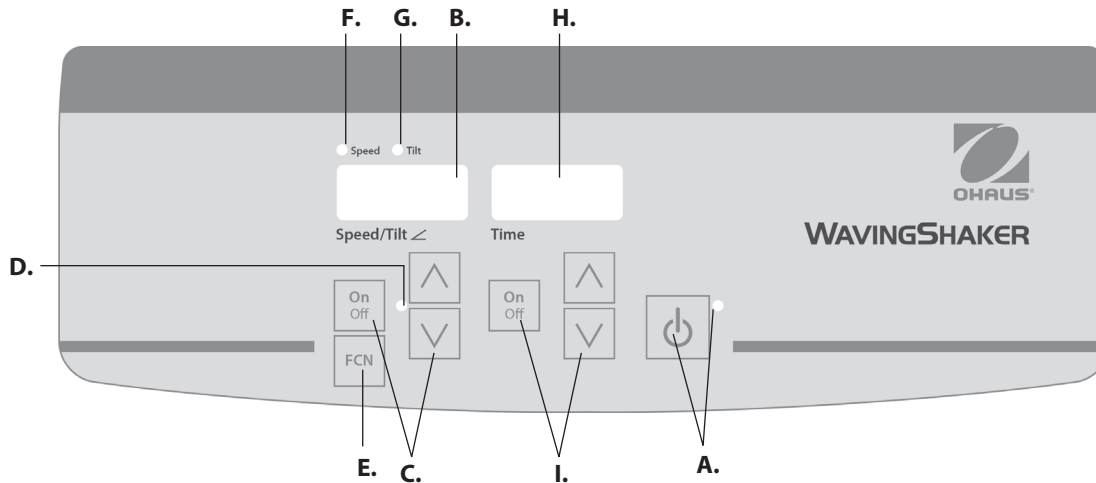 F. G. B. H.
Speed Tilt
OHAUS®
Speed/Tilt ∠ Time
WAVINGSHAKER
D.
On
Off
On
Off
FCN
E. C. I. A.